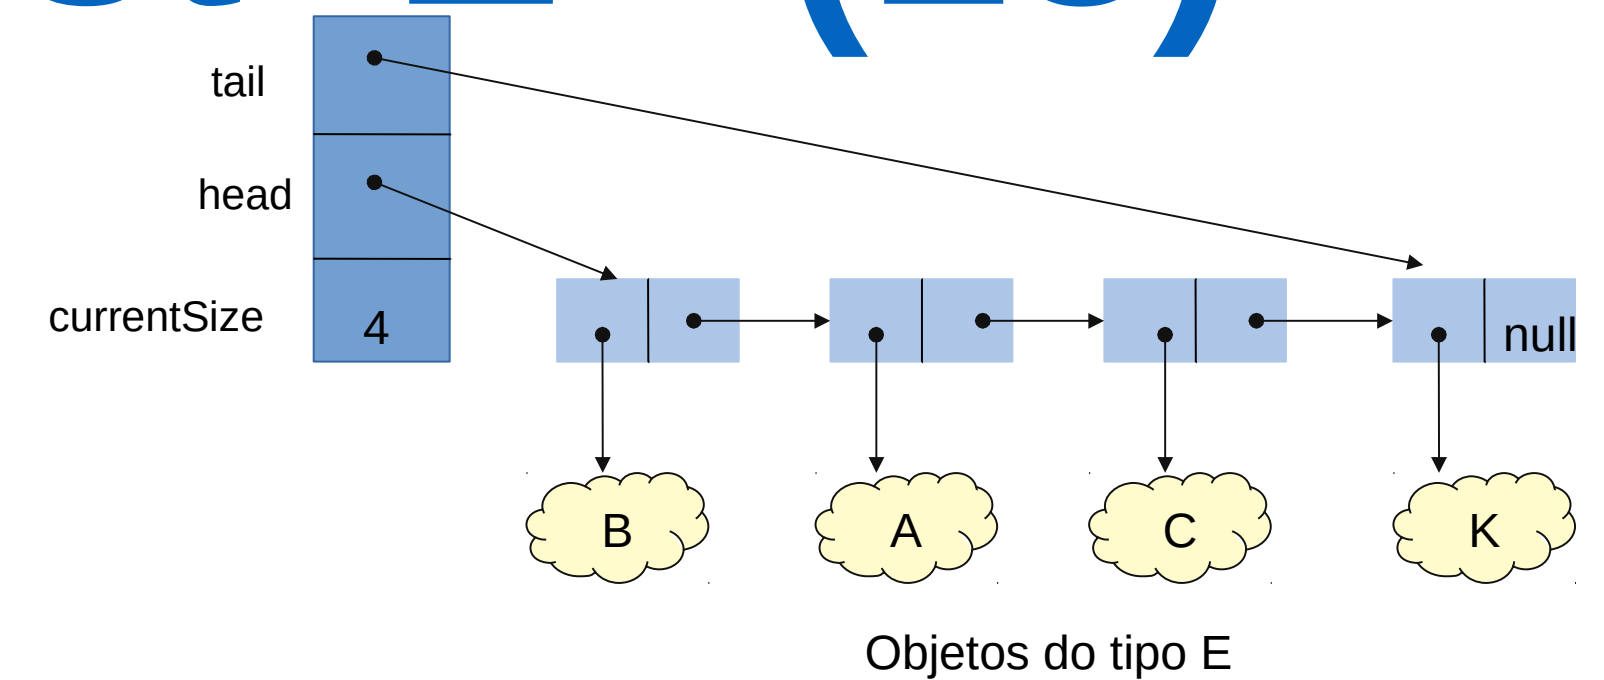 tail
head
currentSize
4
null
B
A
C
K
Objetos do tipo E